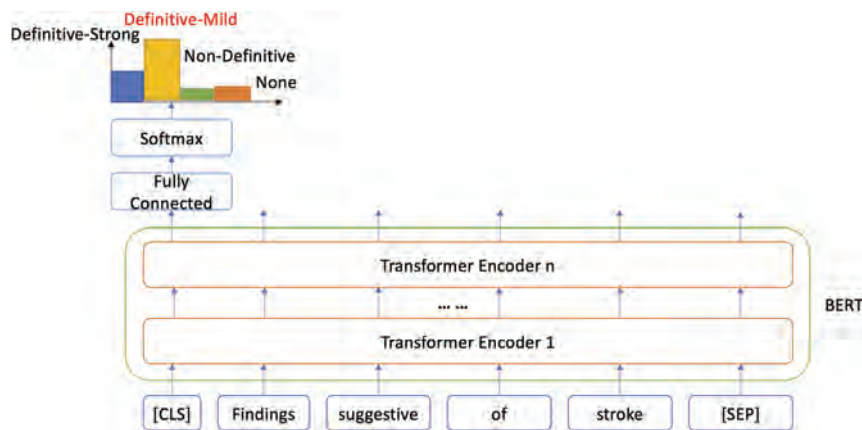 Definitive-Mild
Definitive-Strong
Non-Definitive
None
Softmax
Fully
Connected
Transformer Encoder n
... ...
BERT
Transformer Encoder 1
[CLS] Findings suggestive of stroke [SEP]